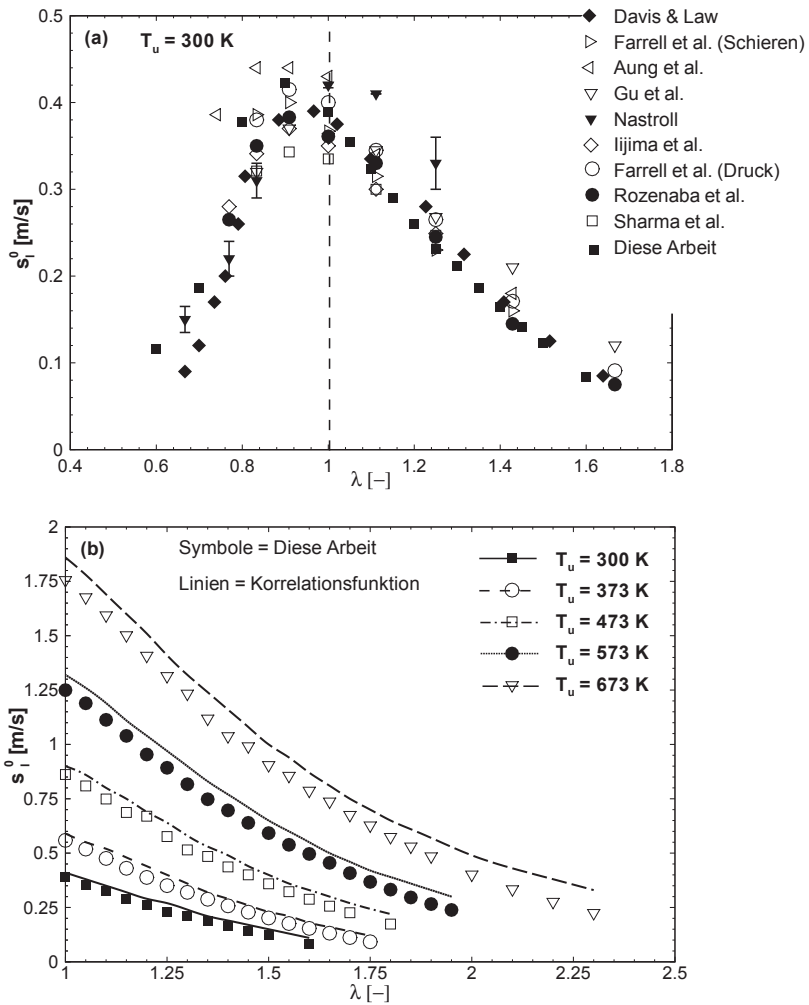 (a)
T_u = 300 K
Davis & Law
Farrell et al. (Schieren)
Aung et al.
Gu et al.
Nastroll
Iijima et al.
Farrell et al. (Druck)
Rozenaba et al.
Sharma et al.
Diese Arbeit
s_l^0 [m/s]
0.5
0.4
0.3
0.2
0.1
0
0.4 0.6 0.8 1 1.2 1.4 1.6 1.8
λ [–]
(b)
Symbole = Diese Arbeit
Linien = Korrelationsfunktion
T_u = 300 K
T_u = 373 K
T_u = 473 K
T_u = 573 K
T_u = 673 K
s_l^0 [m/s]
2
1.75
1.5
1.25
1
0.75
0.5
0.25
0
1 1.25 1.5 1.75 2 2.25 2.5
λ [–]